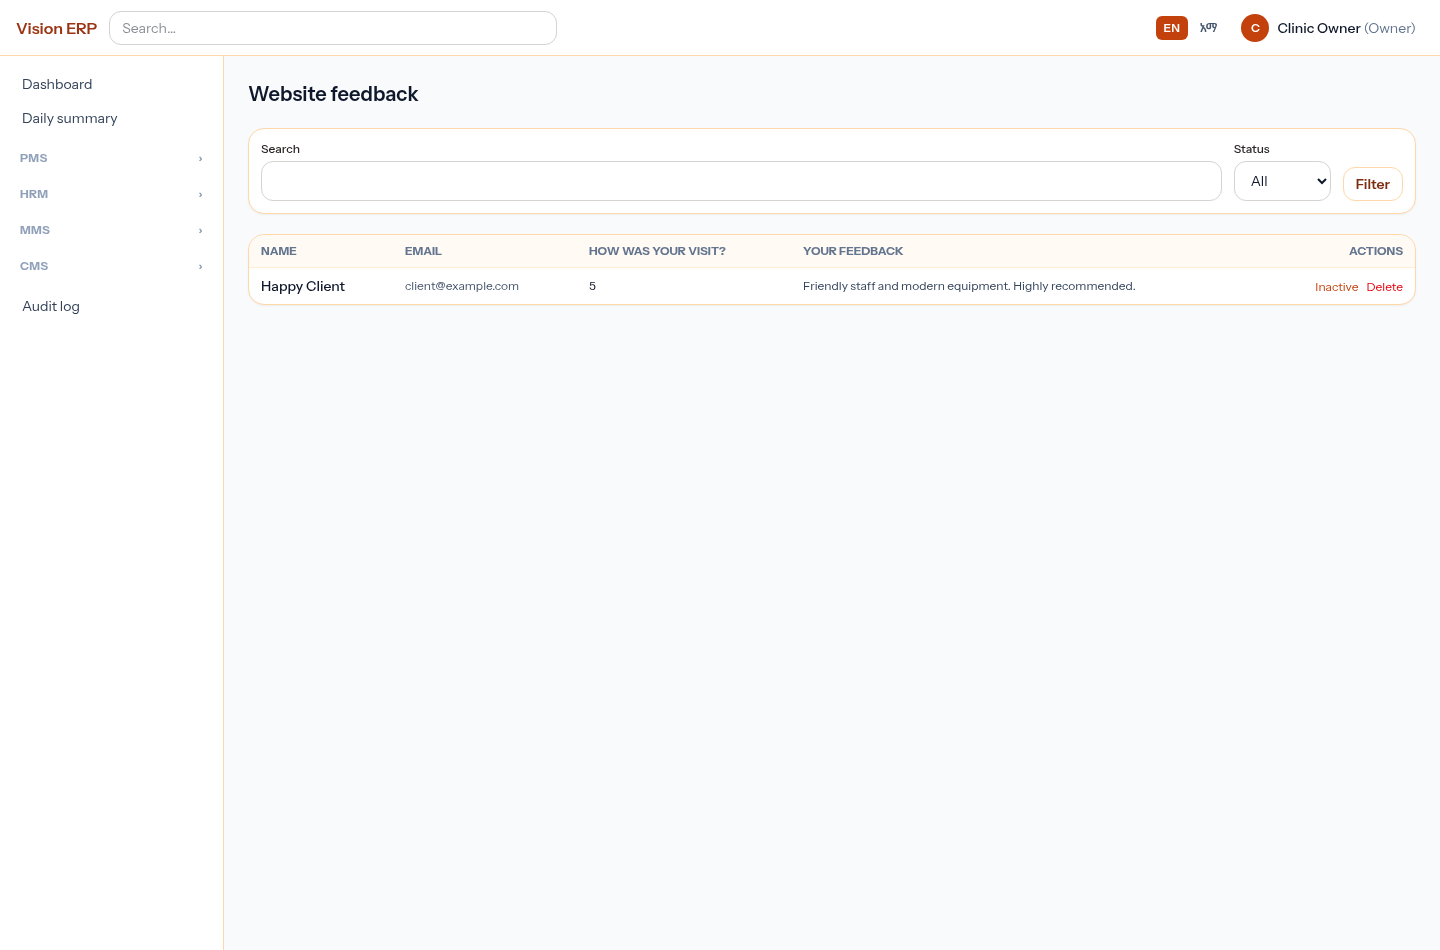 Vision ERP
Search...
EN
አማ
C
Clinic Owner (Owner)
Dashboard
Daily summary
PMS ›
HRM ›
MMS ›
CMS ›
Audit log
Website feedback
Search
Status
All
Filter
NAME EMAIL HOW WAS YOUR VISIT? YOUR FEEDBACK ACTIONS
Happy Client client@example.com 5 Friendly staff and modern equipment. Highly recommended. Inactive Delete